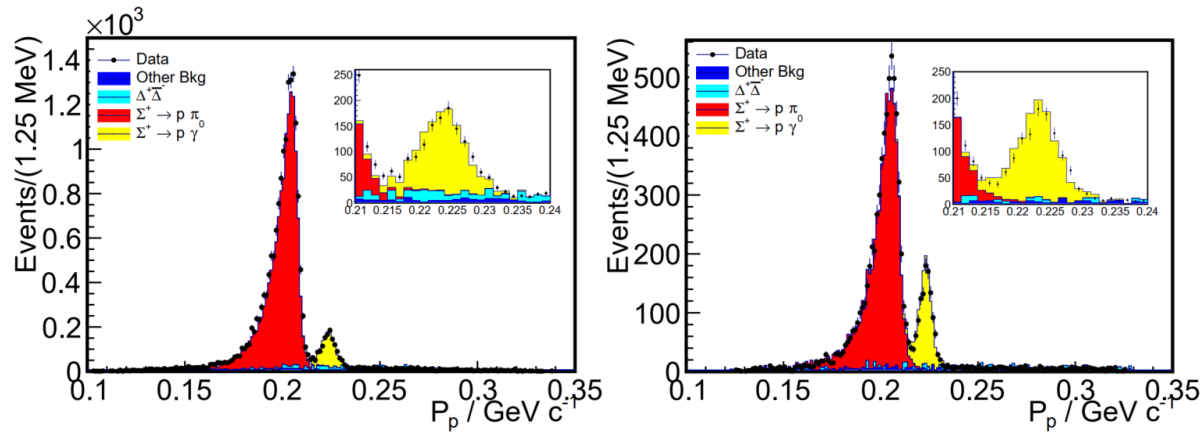 ×10³
1.4
1.2
1
0.8
0.6
0.4
0.2
0
Events/(1.25 MeV)
Data
Other Bkg
Δ⁺Δ̅⁻
Σ⁺ → p π
Σ⁺ → p γ⁰
250
200
150
100
50
0
0.21 0.215 0.22 0.225 0.23 0.235 0.24
0.1 0.15 0.2 0.25 0.3 0.35
Pₚ / GeV c⁻¹
500
400
300
200
100
0
Events/(1.25 MeV)
Data
Other Bkg
Δ⁺Δ̅⁻
Σ⁺ → p π
Σ⁺ → p γ⁰
250
200
150
100
50
0
0.21 0.215 0.22 0.225 0.23 0.235 0.24
0.1 0.15 0.2 0.25 0.3 0.35
Pₚ / GeV c⁻¹